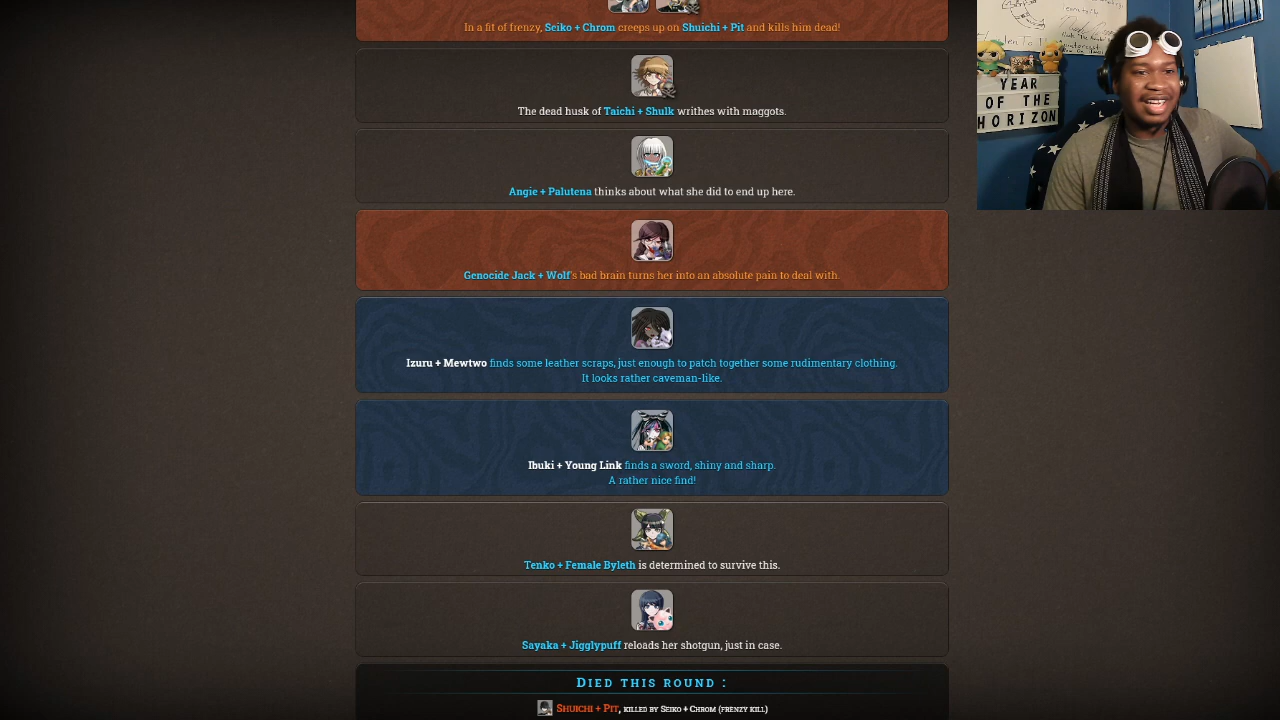 In a fit of frenzy, Seiko + Chrom creeps up on Shuichi + Pit and kills him dead!
The dead husk of Taichi + Shulk writhes with maggots.
Angie + Palutena thinks about what she did to end up here.
Genocide Jack + Wolf's bad brain turns her into an absolute pain to deal with.
Izuru + Mewtwo finds some leather scraps, just enough to patch together some rudimentary clothing.
It looks rather caveman-like.
Ibuki + Young Link finds a sword, shiny and sharp.
A rather nice find!
Tenko + Female Byleth is determined to survive this.
Sayaka + Jigglypuff reloads her shotgun, just in case.
Died this round :
Shuichi + Pit, killed by Seiko + Chrom (frenzy kill)
YEAR
OF THE
HORIZON